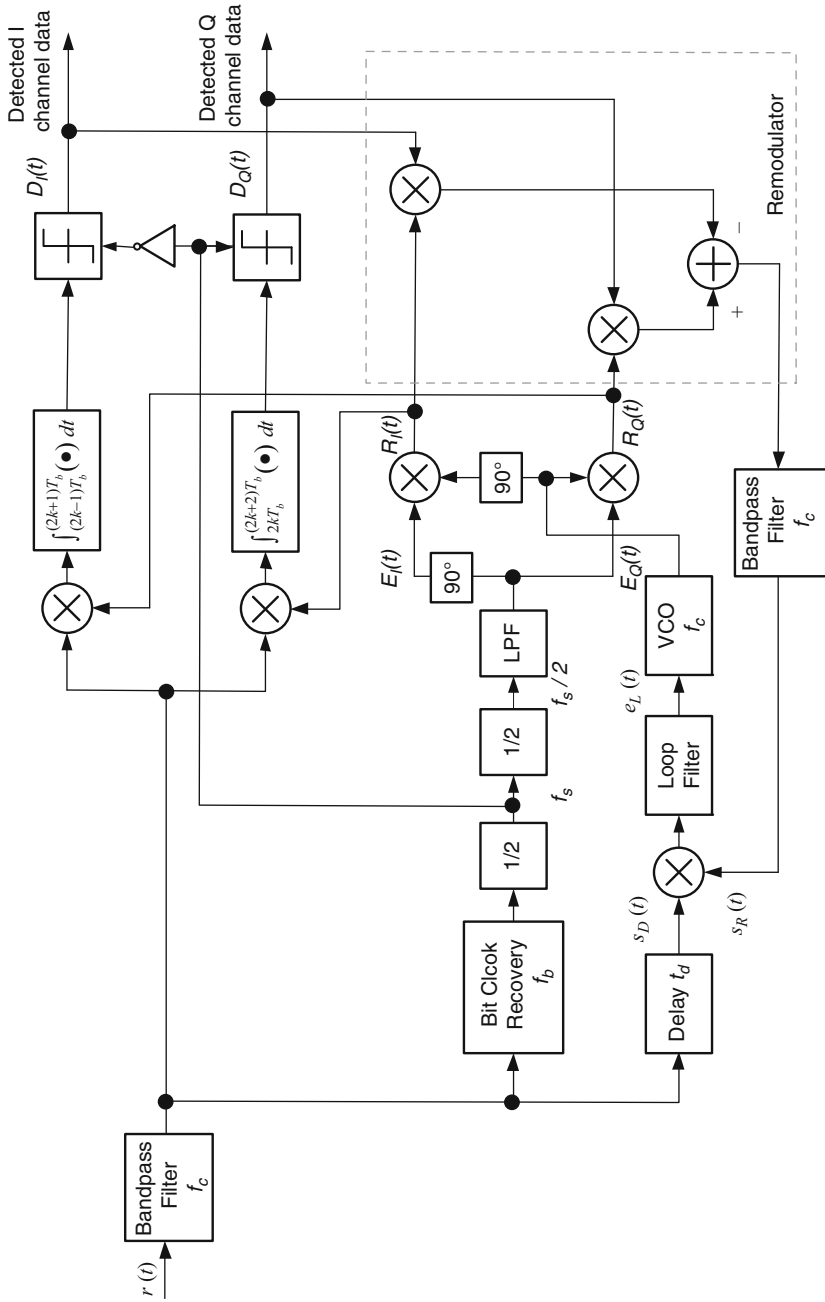 r (t)
Bandpass
Filter
f_c
Detected I
channel data
D_I(t)
∫_{(2k−1)T_b}^{(2k+1)T_b} (●) dt
Detected Q
channel data
D_Q(t)
∫_{2kT_b}^{(2k+2)T_b} (●) dt
Bit Clcok
Recovery
f_b
1/2
f_s
1/2
f_s / 2
LPF
90°
E_I(t)
R_I(t)
90°
E_Q(t)
R_Q(t)
Delay t_d
s_D (t)
s_R (t)
Loop
Filter
e_L (t)
VCO
f_c
Bandpass
Filter
f_c
+
−
Remodulator